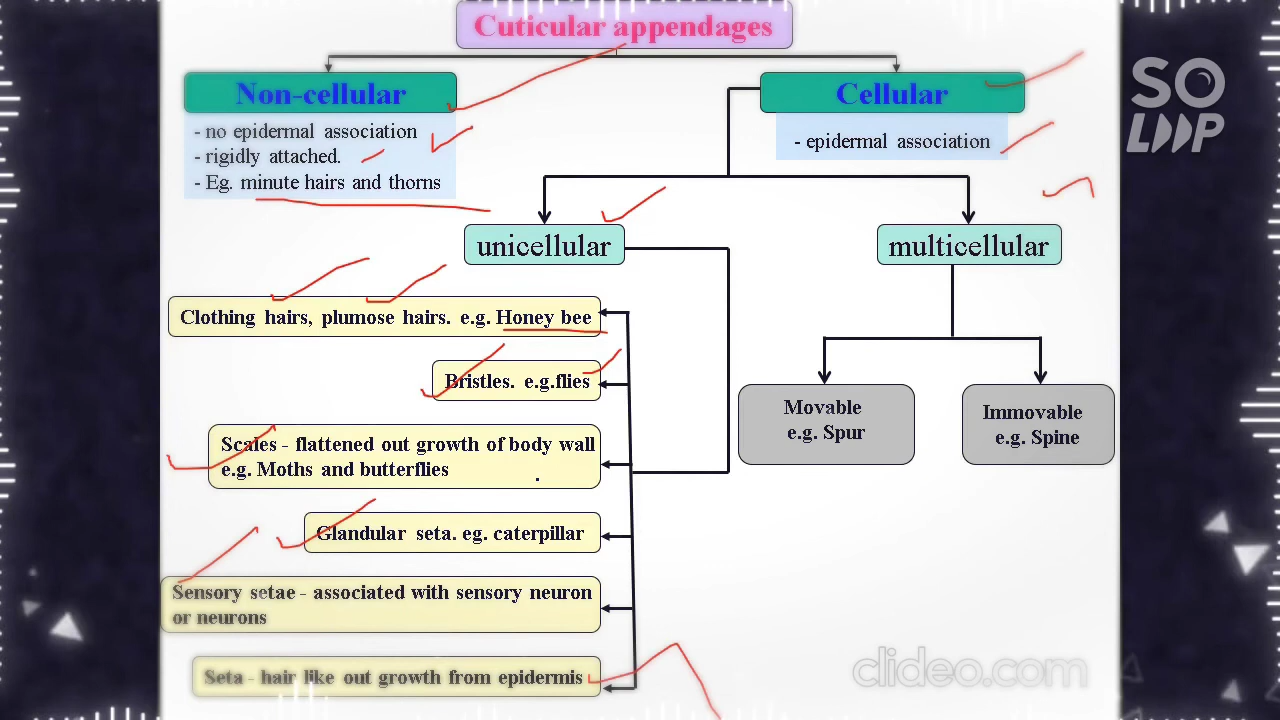 Cuticular appendages
Non-cellular
- no epidermal association
- rigidly attached.
- Eg. minute hairs and thorns
Cellular
- epidermal association
unicellular
multicellular
Clothing hairs, plumose hairs. e.g. Honey bee
Bristles. e.g.flies
Scales - flattened out growth of body wall
e.g. Moths and butterflies
Glandular seta. eg. caterpillar
Sensory setae - associated with sensory neuron
or neurons
Seta - hair like out growth from epidermis
Movable
e.g. Spur
Immovable
e.g. Spine
SO
LOOP
clideo.com